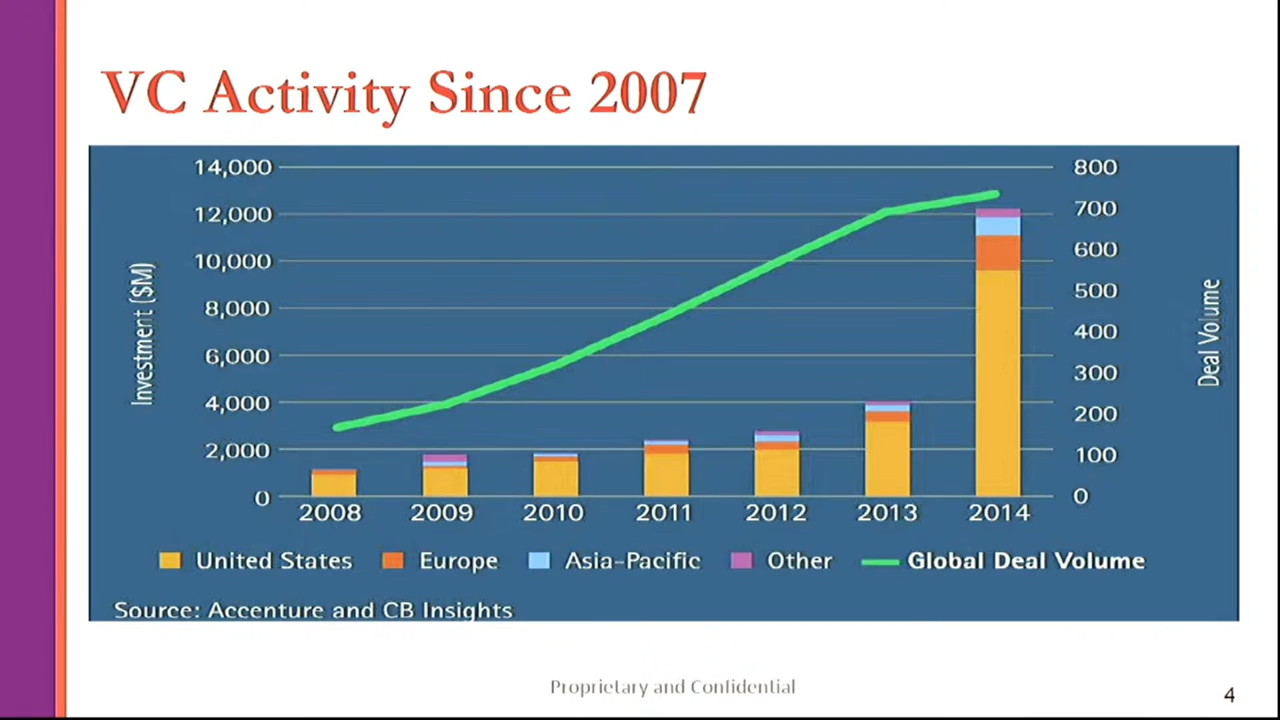 VC Activity Since 2007
14,000
12,000
10,000
8,000
6,000
4,000
2,000
0
Investment ($M)
800
700
600
500
400
300
200
100
0
Deal Volume
2008 2009 2010 2011 2012 2013 2014
United States Europe Asia-Pacific Other Global Deal Volume
Source: Accenture and CB Insights
Proprietary and Confidential
4